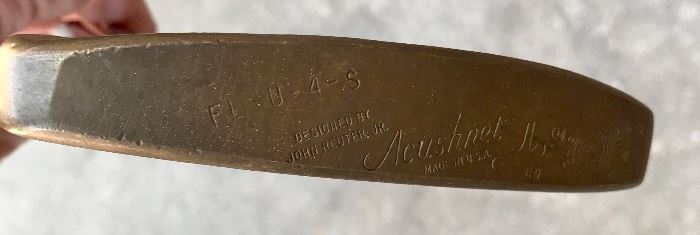 FL-U-4-S
DESIGNED BY
JOHN REUTER, JR.
Acushnet
MADE IN U.S.A.